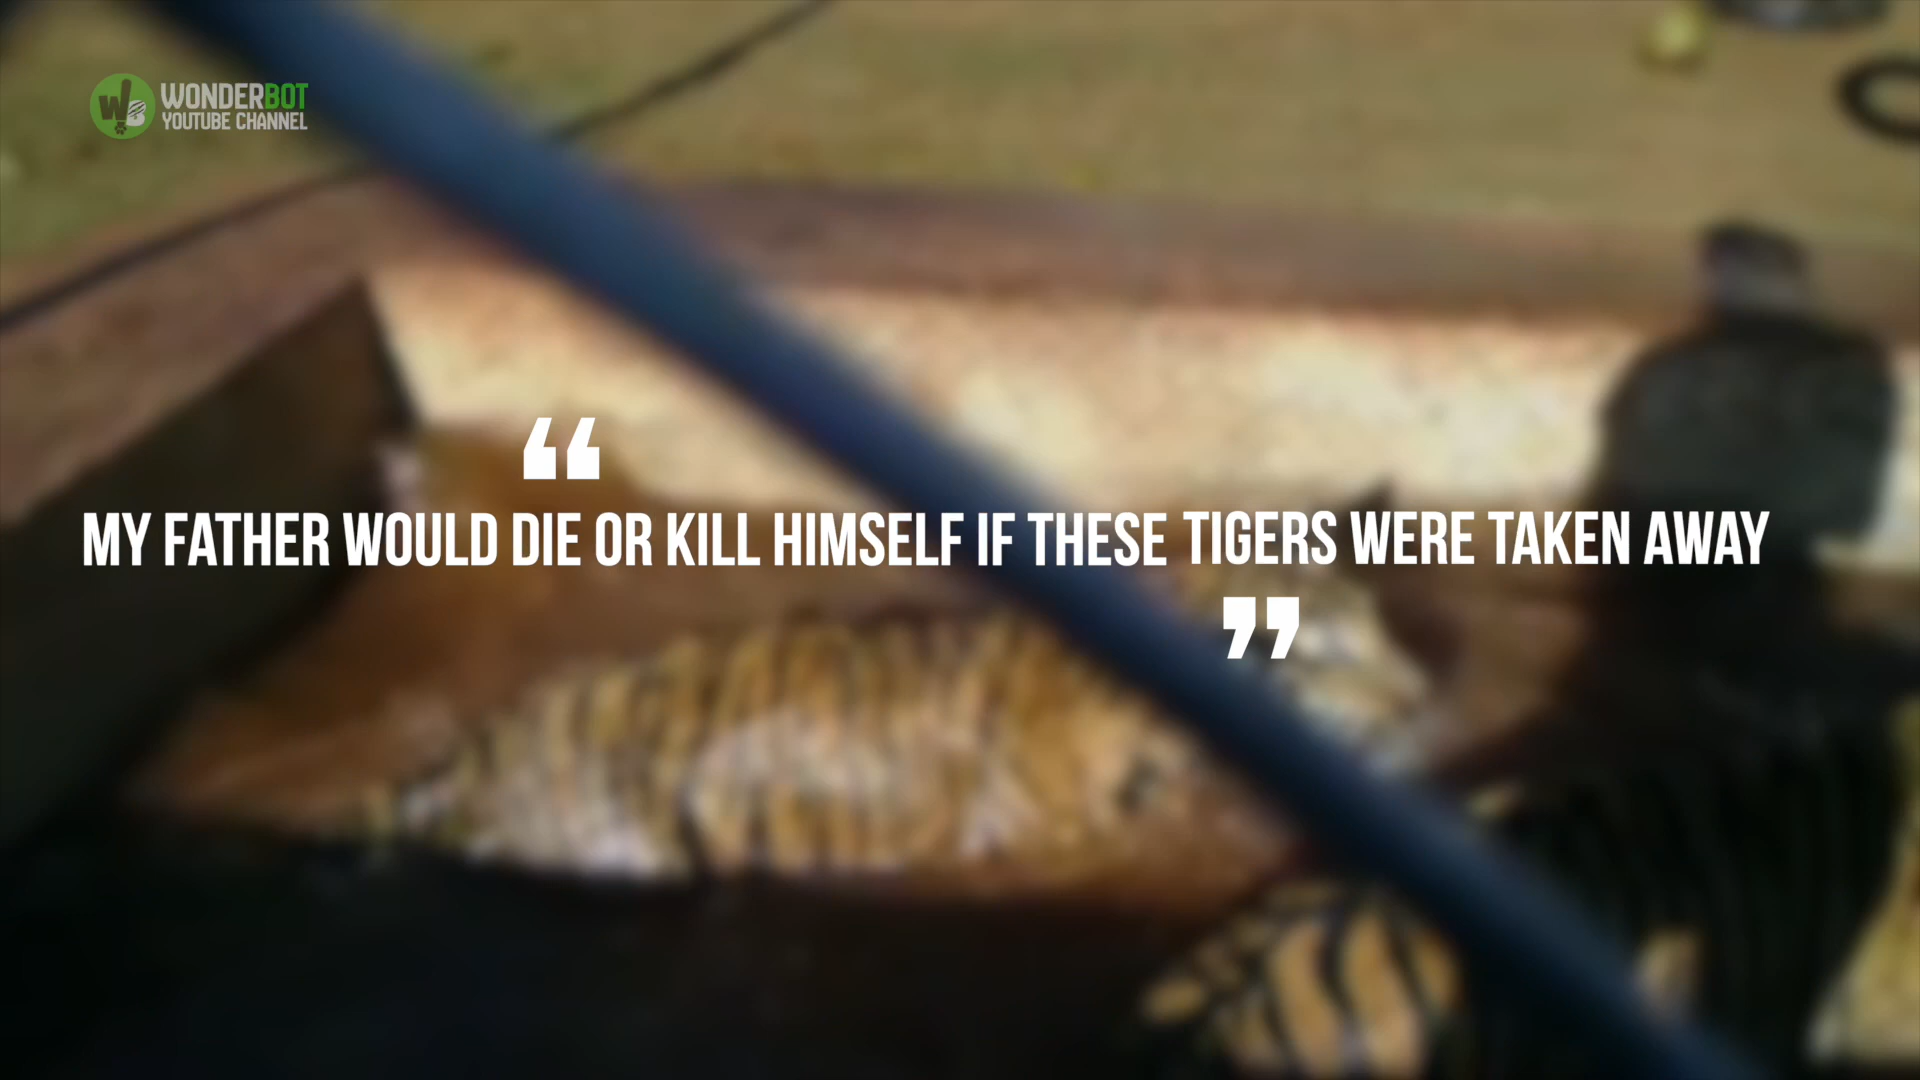 WONDERBOT
YOUTUBE CHANNEL
“
MY FATHER WOULD DIE OR KILL HIMSELF IF THESE TIGERS WERE TAKEN AWAY
”